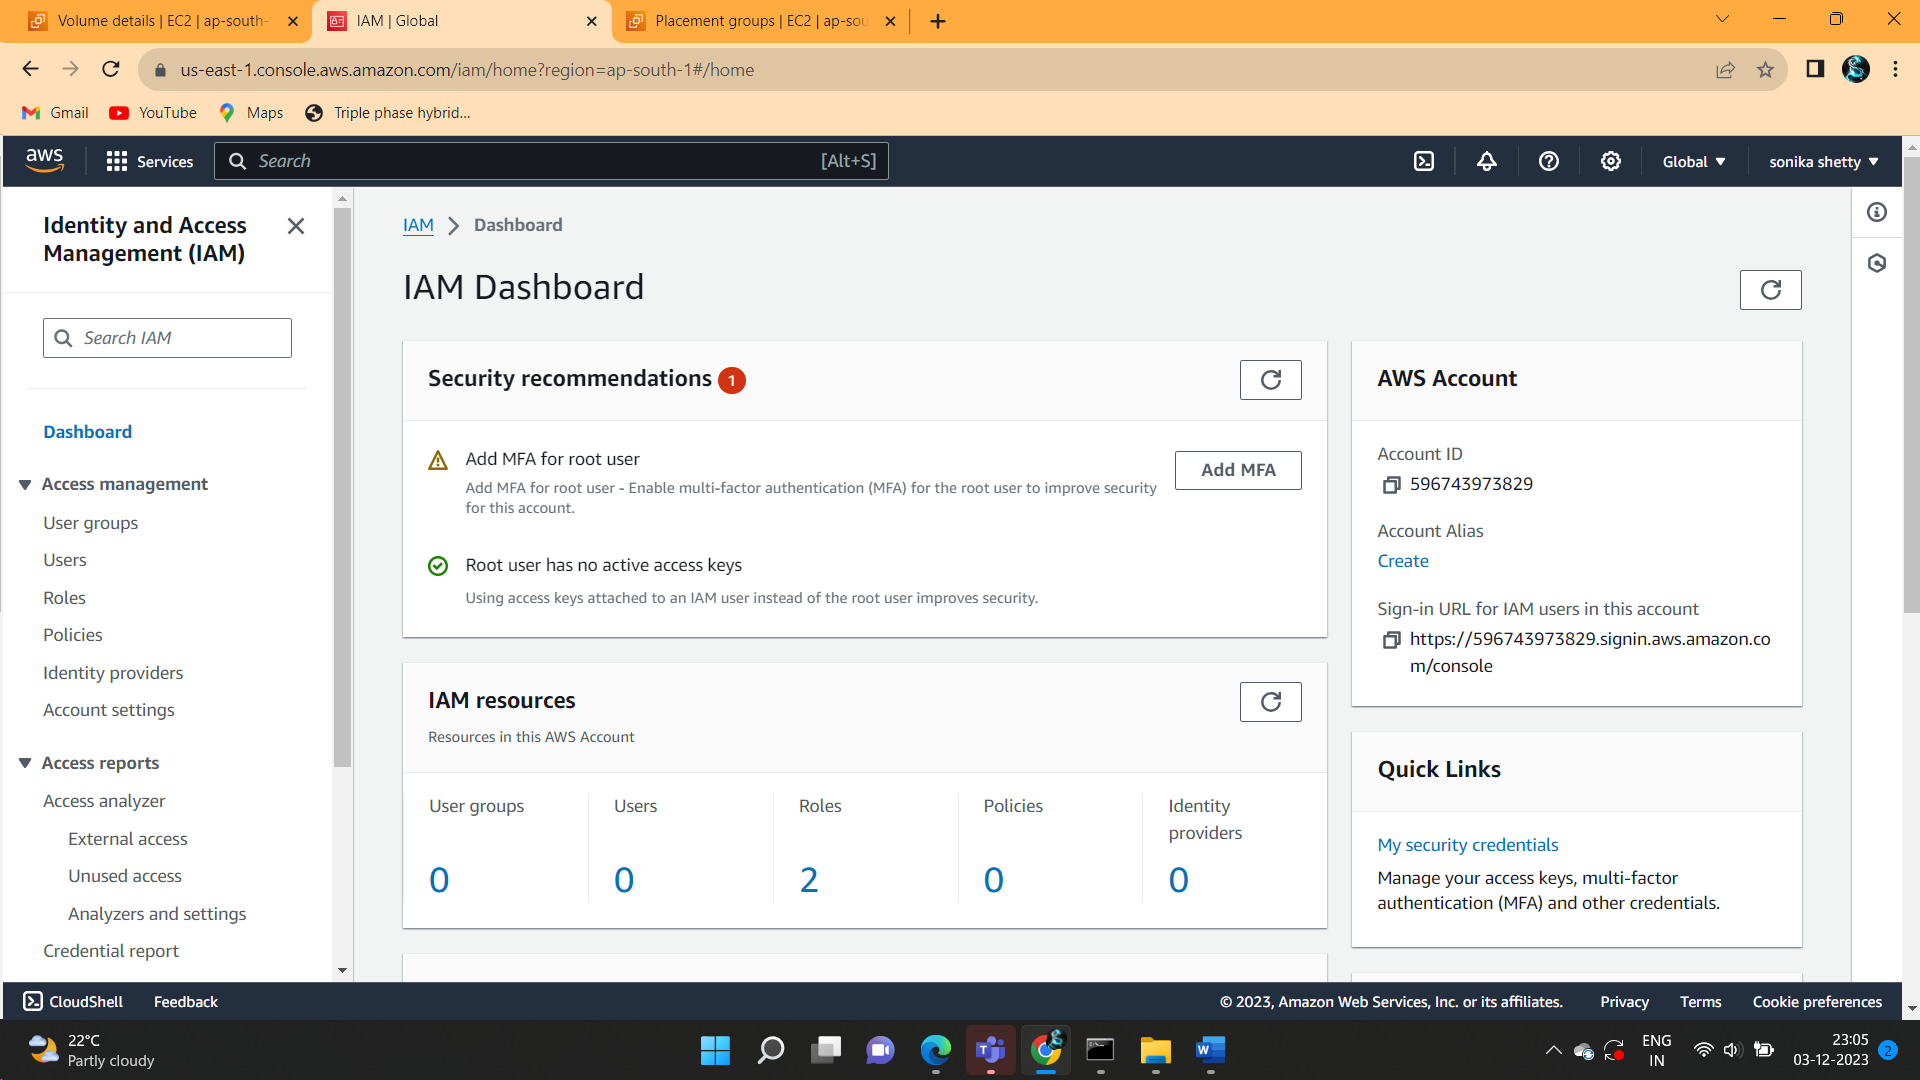 Volume details | EC2 | ap-south-
IAM | Global
Placement groups | EC2 | ap-sou
us-east-1.console.aws.amazon.com/iam/home?region=ap-south-1#/home
Gmail
YouTube
Maps
Triple phase hybrid...
aws
Services
Search
[Alt+S]
Global
sonika shetty
Identity and Access
Management (IAM)
Search IAM
Dashboard
Access management
User groups
Users
Roles
Policies
Identity providers
Account settings
Access reports
Access analyzer
External access
Unused access
Analyzers and settings
Credential report
IAM
Dashboard
IAM Dashboard
Security recommendations 1
Add MFA for root user
Add MFA for root user - Enable multi-factor authentication (MFA) for the root user to improve security
for this account.
Add MFA
Root user has no active access keys
Using access keys attached to an IAM user instead of the root user improves security.
IAM resources
Resources in this AWS Account
User groups
0
Users
0
Roles
2
Policies
0
Identity
providers
0
AWS Account
Account ID
596743973829
Account Alias
Create
Sign-in URL for IAM users in this account
https://596743973829.signin.aws.amazon.co
m/console
Quick Links
My security credentials
Manage your access keys, multi-factor
authentication (MFA) and other credentials.
CloudShell
Feedback
© 2023, Amazon Web Services, Inc. or its affiliates.
Privacy
Terms
Cookie preferences
22°C
Partly cloudy
ENG
IN
23:05
03-12-2023
2